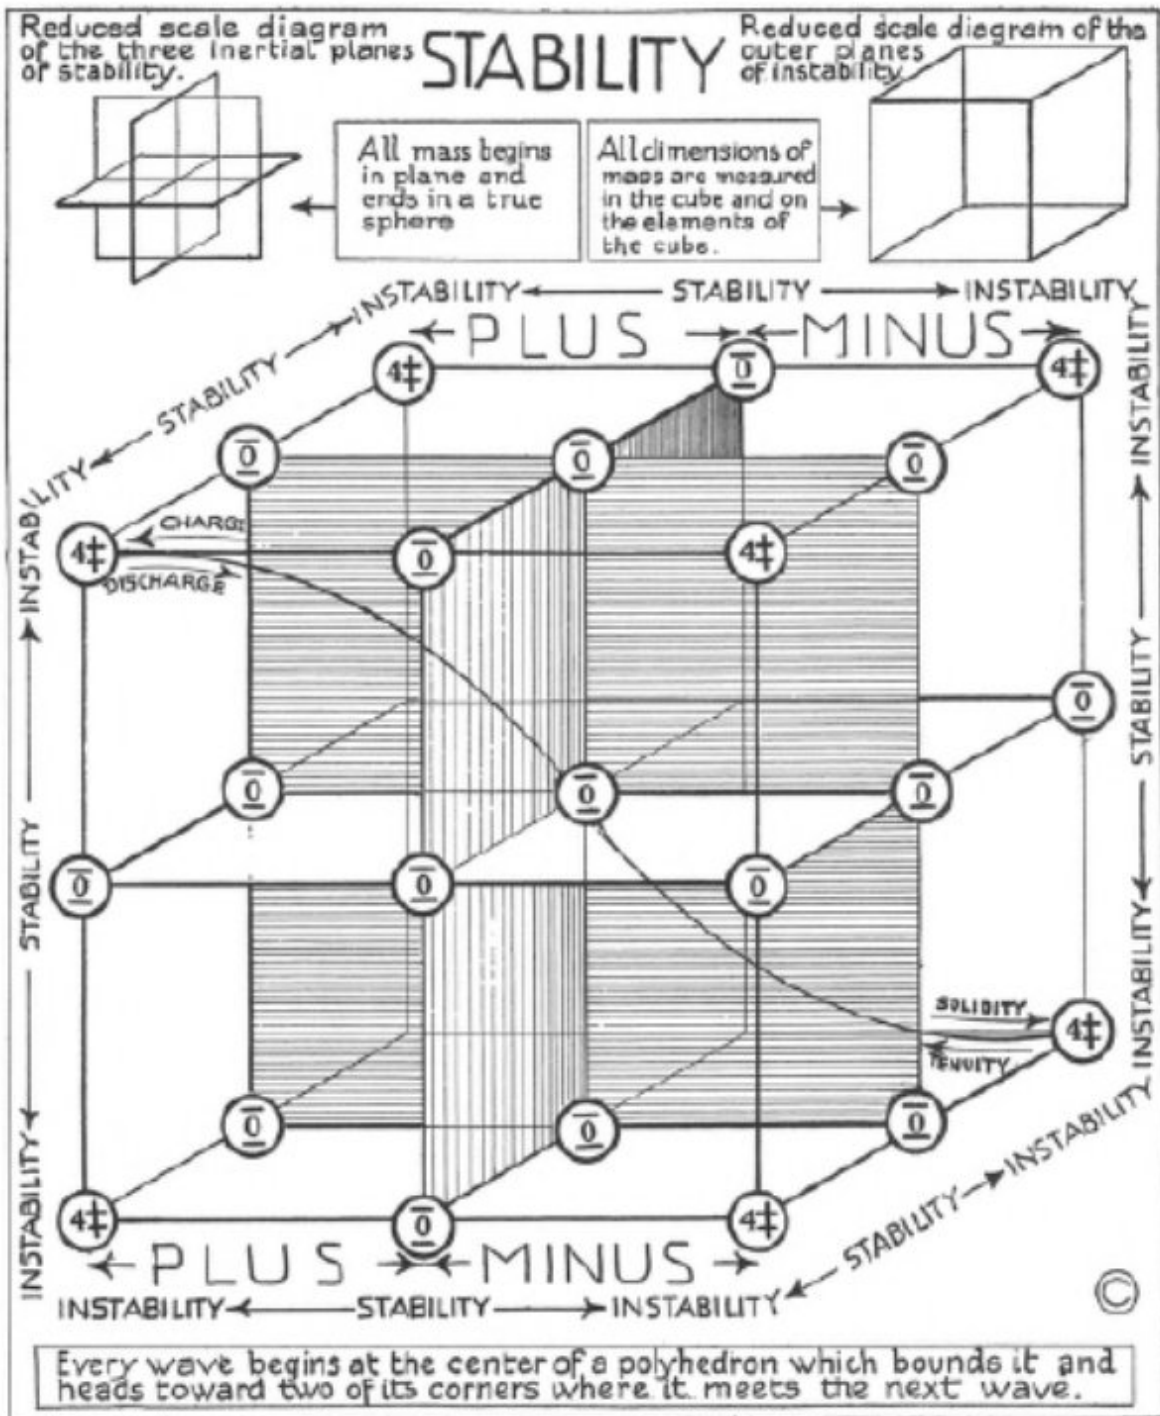 Reduced scale diagram
of the three inertial planes
of stability.
STABILITY
Reduced scale diagram of the
outer planes
of instability
All mass begins
in plane and
ends in a true
sphere
All dimensions of
mass are measured
in the cube and on
the elements of
the cube.
INSTABILITY STABILITY INSTABILITY
PLUS MINUS
INSTABILITY STABILITY
4‡ 0 4‡
0 0 0
CHARGE
4‡ 0 4‡
DISCHARGE
0
0 0 0
0 0 0
SOLIDITY
4‡
TENUITY
0 0 0
4‡ 0 4‡
INSTABILITY STABILITY INSTABILITY
INSTABILITY STABILITY INSTABILITY
STABILITY INSTABILITY
PLUS MINUS
INSTABILITY STABILITY INSTABILITY
©
Every wave begins at the center of a polyhedron which bounds it and
heads toward two of its corners where it meets the next wave.